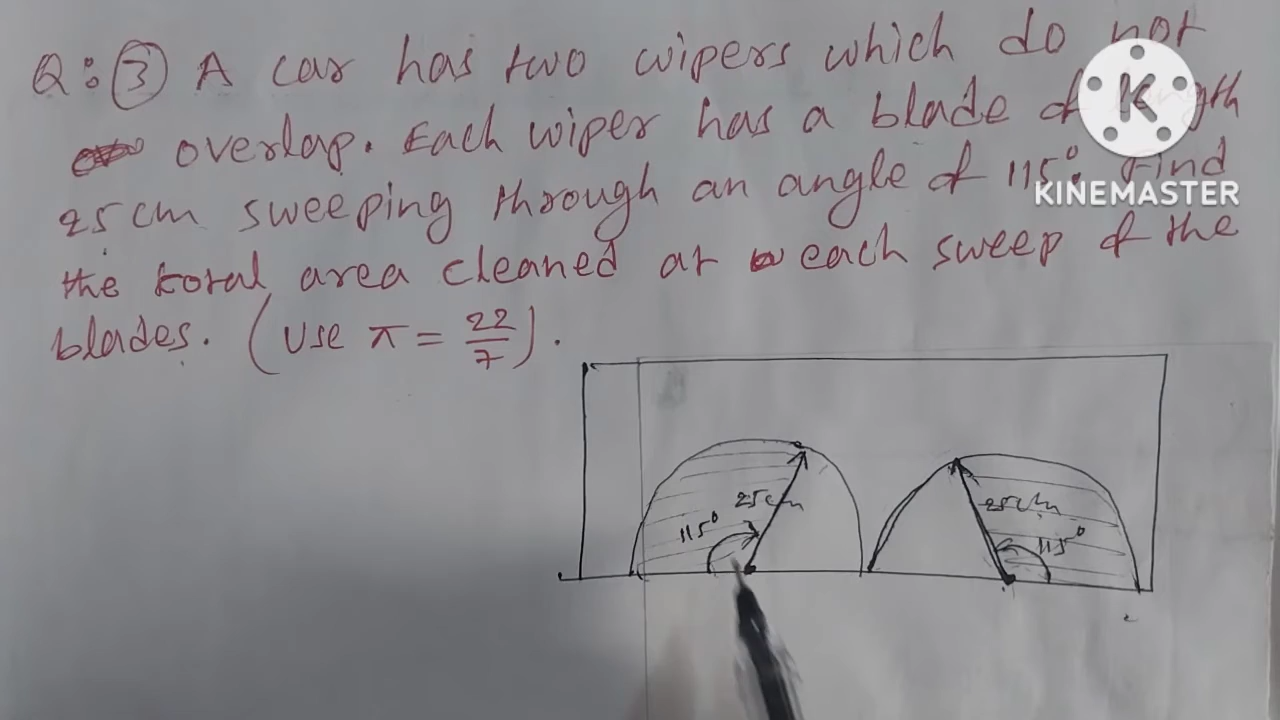 Q: ③ A car has two wipers which do not
overlap. Each wiper has a blade of length
25 cm sweeping through an angle of 115°. Find
the total area cleaned at each sweep of the
blades. (Use π = 22/7).
K
KINEMASTER
25cm
115°
25cm
115°